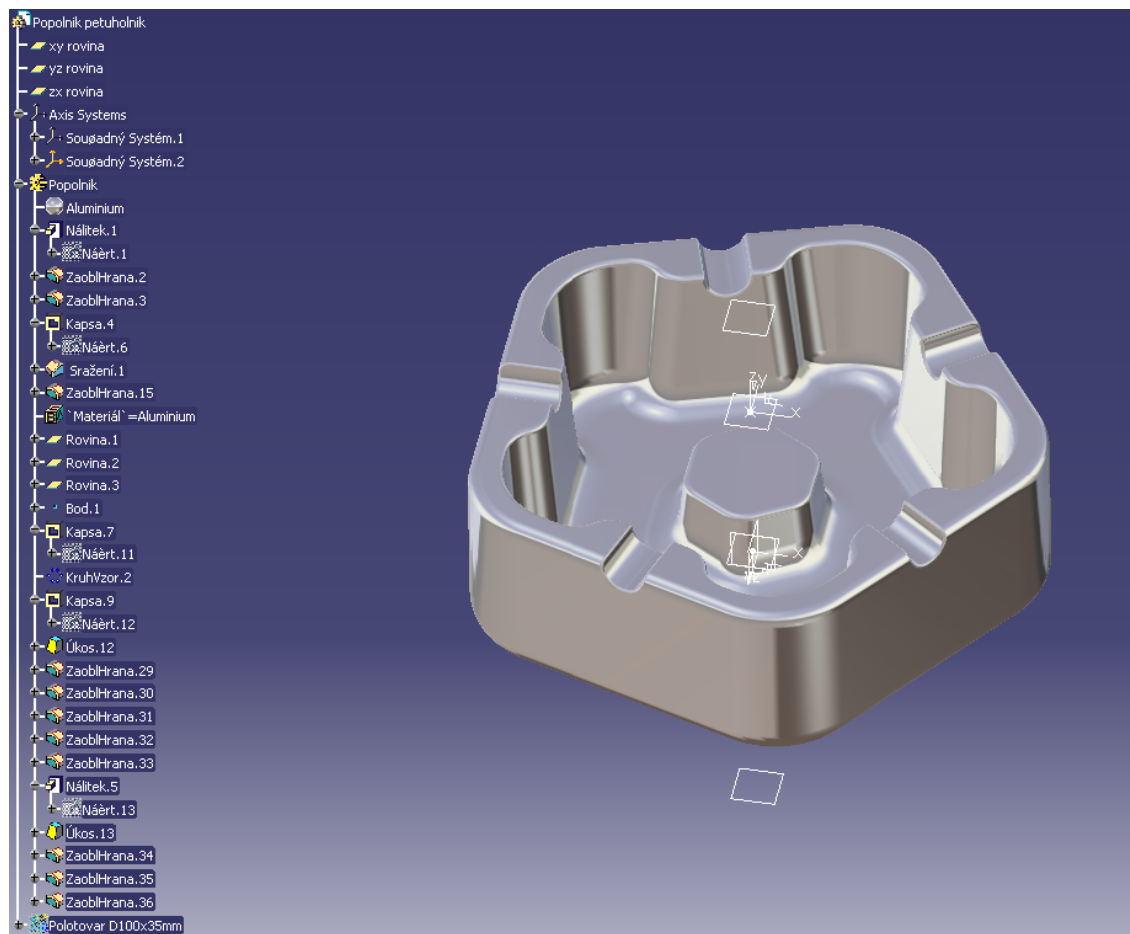 Popolnik petuholnik
xy rovina
yz rovina
zx rovina
Axis Systems
Souøadný Systém.1
Souøadný Systém.2
Popolnik
Aluminium
Nálitek.1
Náèrt.1
ZaoblHrana.2
ZaoblHrana.3
Kapsa.4
Náèrt.6
Sražení.1
ZaoblHrana.15
`Materiál`=Aluminium
Rovina.1
Rovina.2
Rovina.3
Bod.1
Kapsa.7
Náèrt.11
KruhVzor.2
Kapsa.9
Náèrt.12
Úkos.12
ZaoblHrana.29
ZaoblHrana.30
ZaoblHrana.31
ZaoblHrana.32
ZaoblHrana.33
Nálitek.5
Náèrt.13
Úkos.13
ZaoblHrana.34
ZaoblHrana.35
ZaoblHrana.36
Polotovar D100x35mm
z y
x
x